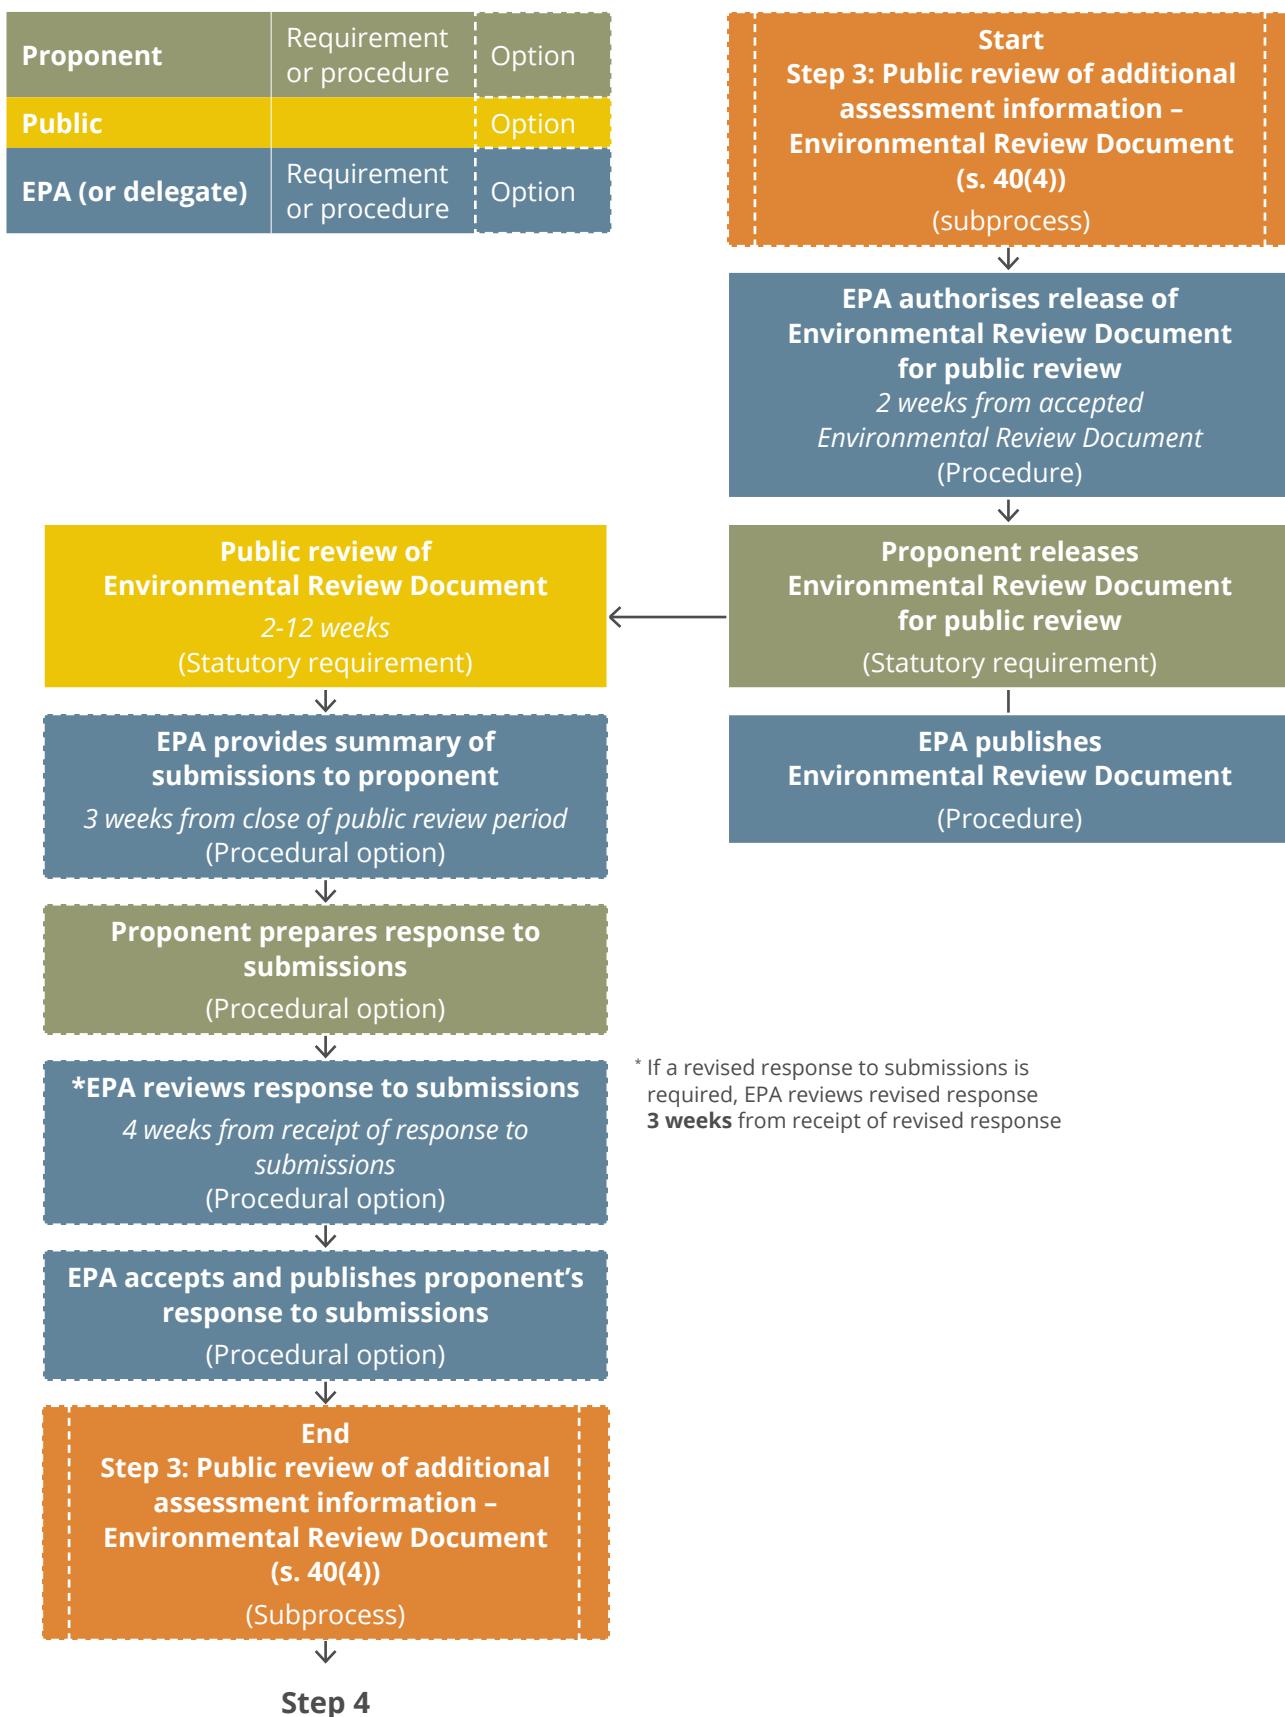 Proponent
Requirement
or procedure
Option
Public
Option
EPA (or delegate)
Requirement
or procedure
Option
Start
Step 3: Public review of additional
assessment information –
Environmental Review Document
(s. 40(4))
(subprocess)
EPA authorises release of
Environmental Review Document
for public review
2 weeks from accepted
Environmental Review Document
(Procedure)
Proponent releases
Environmental Review Document
for public review
(Statutory requirement)
EPA publishes
Environmental Review Document
(Procedure)
Public review of
Environmental Review Document
2-12 weeks
(Statutory requirement)
EPA provides summary of
submissions to proponent
3 weeks from close of public review period
(Procedural option)
Proponent prepares response to
submissions
(Procedural option)
*EPA reviews response to submissions
4 weeks from receipt of response to
submissions
(Procedural option)
* If a revised response to submissions is
required, EPA reviews revised response
3 weeks from receipt of revised response
EPA accepts and publishes proponent’s
response to submissions
(Procedural option)
End
Step 3: Public review of additional
assessment information –
Environmental Review Document
(s. 40(4))
(Subprocess)
Step 4